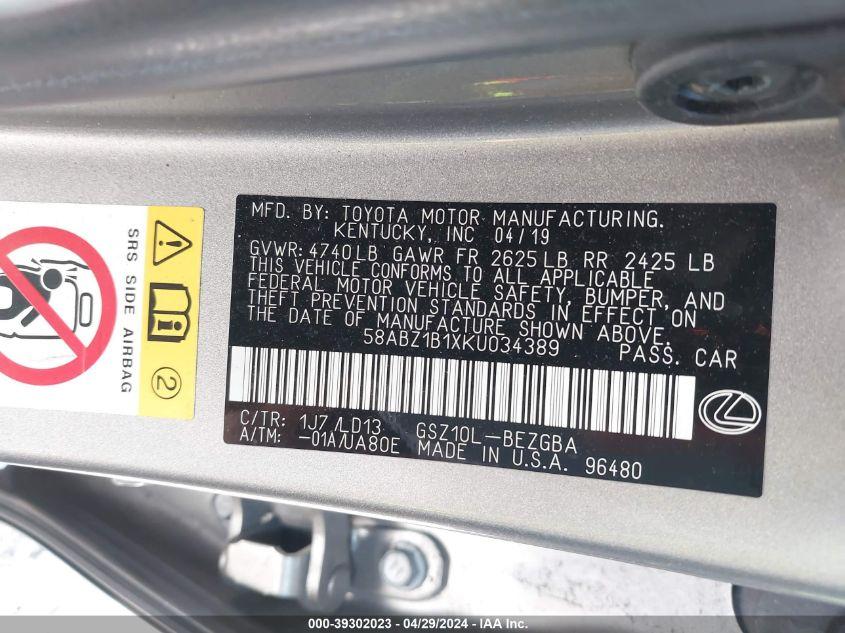 MFD. BY: TOYOTA MOTOR MANUFACTURING.
KENTUCKY, INC 04/19
GVWR: 4740LB GAWR FR 2625LB RR 2425 LB
THIS VEHICLE CONFORMS TO ALL APPLICABLE
FEDERAL MOTOR VEHICLE SAFETY, BUMPER, AND
THEFT PREVENTION STANDARDS IN EFFECT ON
THE DATE OF MANUFACTURE SHOWN ABOVE.
58ABZ1B1XKU034389 PASS. CAR
C/TR: 1J7/LD13 GSZ10L-BEZGBA
A/TM: -01A/UA80E MADE IN U.S.A. 96480
SRS SIDE AIRBAG
2
000-39302023 - 04/29/2024 - IAA Inc.